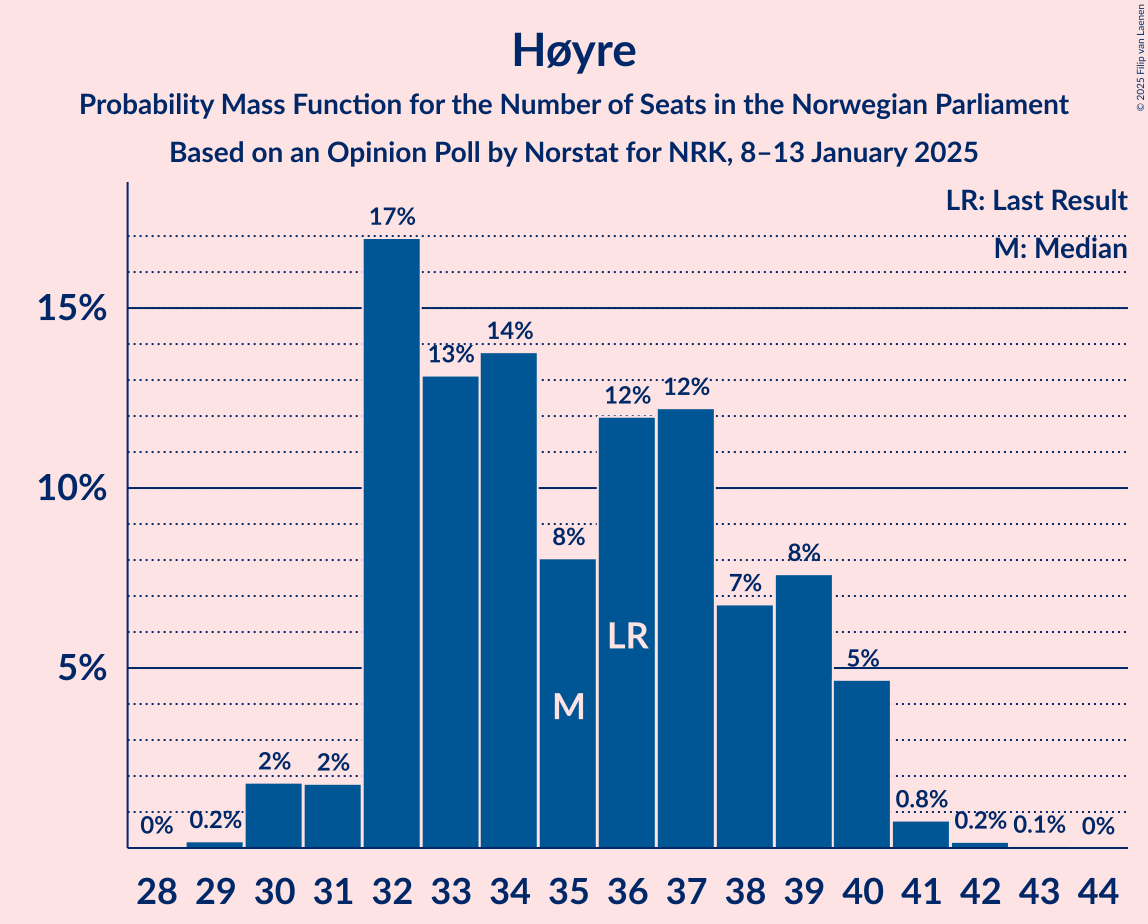 Høyre
Probability Mass Function for the Number of Seats in the Norwegian Parliament
Based on an Opinion Poll by Norstat for NRK, 8–13 January 2025
© 2025 Filip van Laenen
LR: Last Result
M: Median
17%
15%
14%
13%
12%
12%
10%
8%
8%
7%
LR
5%
5%
M
2%
2%
0.8%
0%
0.2%
0.2%
0.1%
0%
28 29 30 31 32 33 34 35 36 37 38 39 40 41 42 43 44